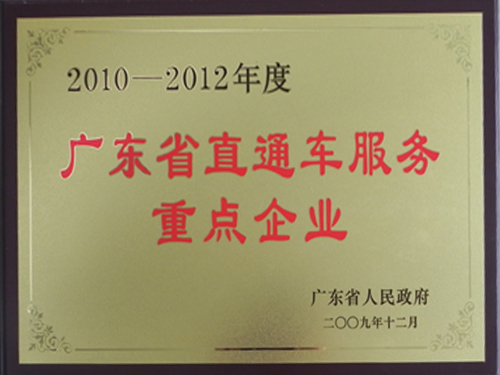 2010—2012年度
广东省直通车服务
重点企业
广东省人民政府
二〇〇九年十二月